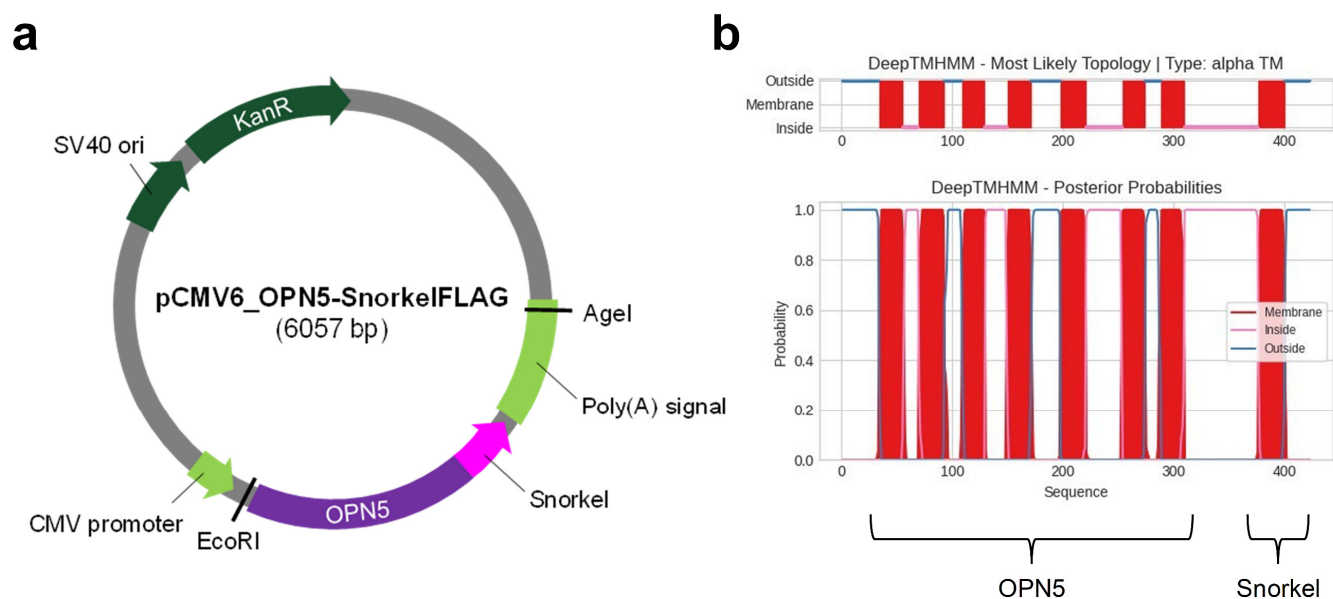 a
KanR
SV40 ori
pCMV6_OPN5-SnorkelFLAG
(6057 bp)
AgeI
Poly(A) signal
Snorkel
OPN5
CMV promoter
EcoRI
b
DeepTMHMM - Most Likely Topology | Type: alpha TM
Outside
Membrane
Inside
0 100 200 300 400
DeepTMHMM - Posterior Probabilities
1.0
0.8
0.6
0.4
0.2
0.0
Probability
Membrane
Inside
Outside
0 100 200 300 400
Sequence
OPN5 Snorkel